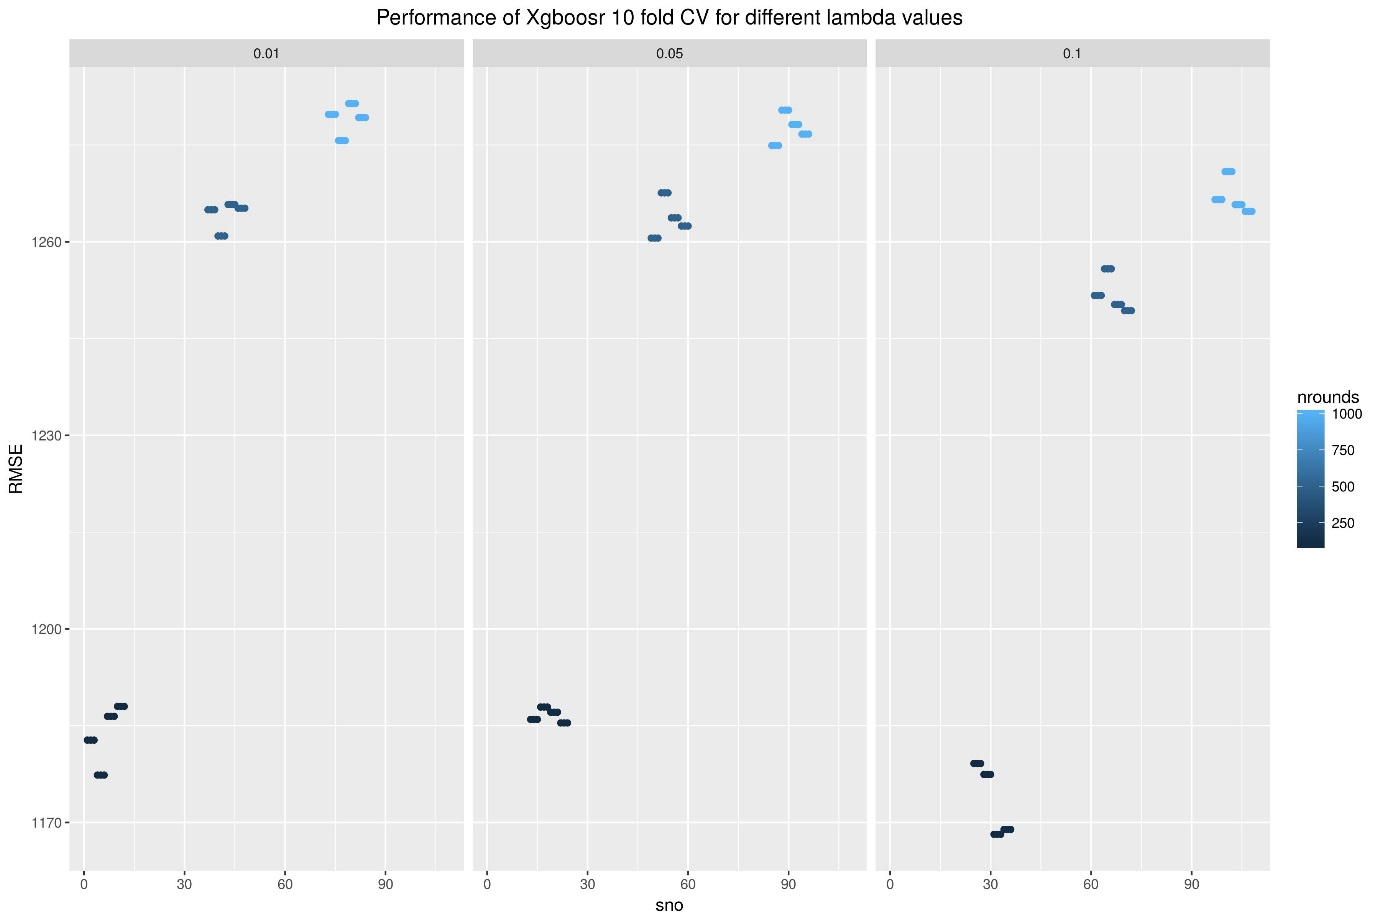 Performance of Xgboosr 10 fold CV for different lambda values
0.01 0.05 0.1
1260
1230
1200
1170
RMSE
0 30 60 90 0 30 60 90 0 30 60 90
sno
nrounds
1000
750
500
250